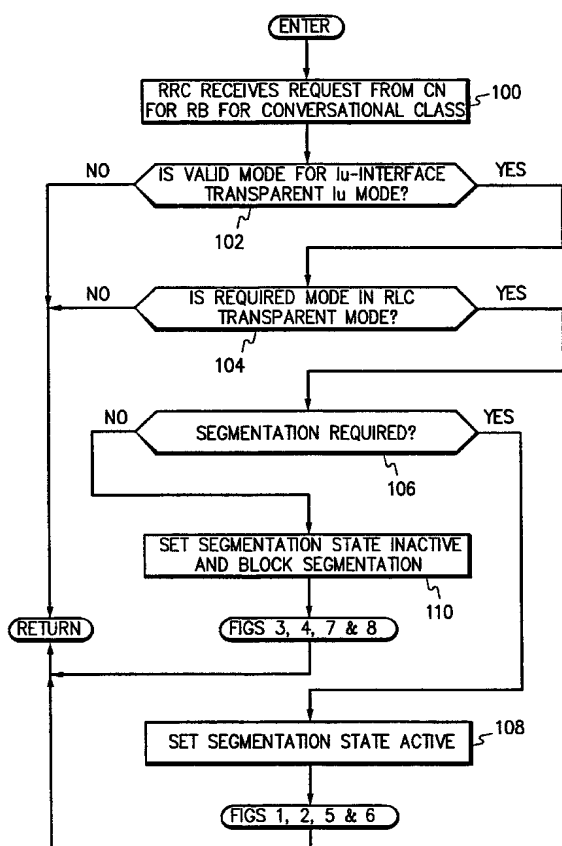 ENTER
RRC RECEIVES REQUEST FROM CN
FOR RB FOR CONVERSATIONAL CLASS
100
NO
IS VALID MODE FOR Iu-INTERFACE
TRANSPARENT Iu MODE?
YES
102
NO
IS REQUIRED MODE IN RLC
TRANSPARENT MODE?
YES
104
NO
SEGMENTATION REQUIRED?
YES
106
SET SEGMENTATION STATE INACTIVE
AND BLOCK SEGMENTATION
110
RETURN
FIGS 3, 4, 7 & 8
SET SEGMENTATION STATE ACTIVE
108
FIGS 1, 2, 5 & 6